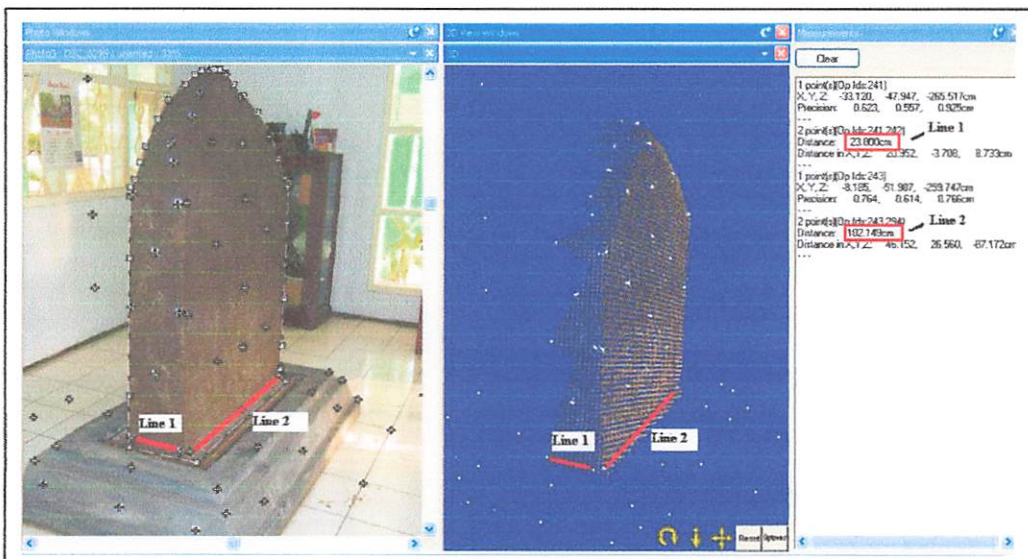 Photo Windows
3D View Windows
Measurements
3D
Clear
1 point(s)[Op Ids:241]
X, Y, Z: -33.120, -47.947, -265.517cm
Precision: 0.623, 0.557, 0.925cm
---
2 point(s)[Op Ids:241,242]
Line 1
Distance: 23.000cm
Distance in X,Y,Z: -3.708, 8.733cm
---
1 point(s)[Op Ids:243]
X, Y, Z: -8.185, -51.987, -259.747cm
Precision: 0.764, 0.614, 0.766cm
---
2 point(s)[Op Ids:243,294]
Line 2
Distance: 102.149cm
Distance in X,Y,Z: 46.152, 26.560, -87.172cm
---
Line 1
Line 2
Line 1
Line 2